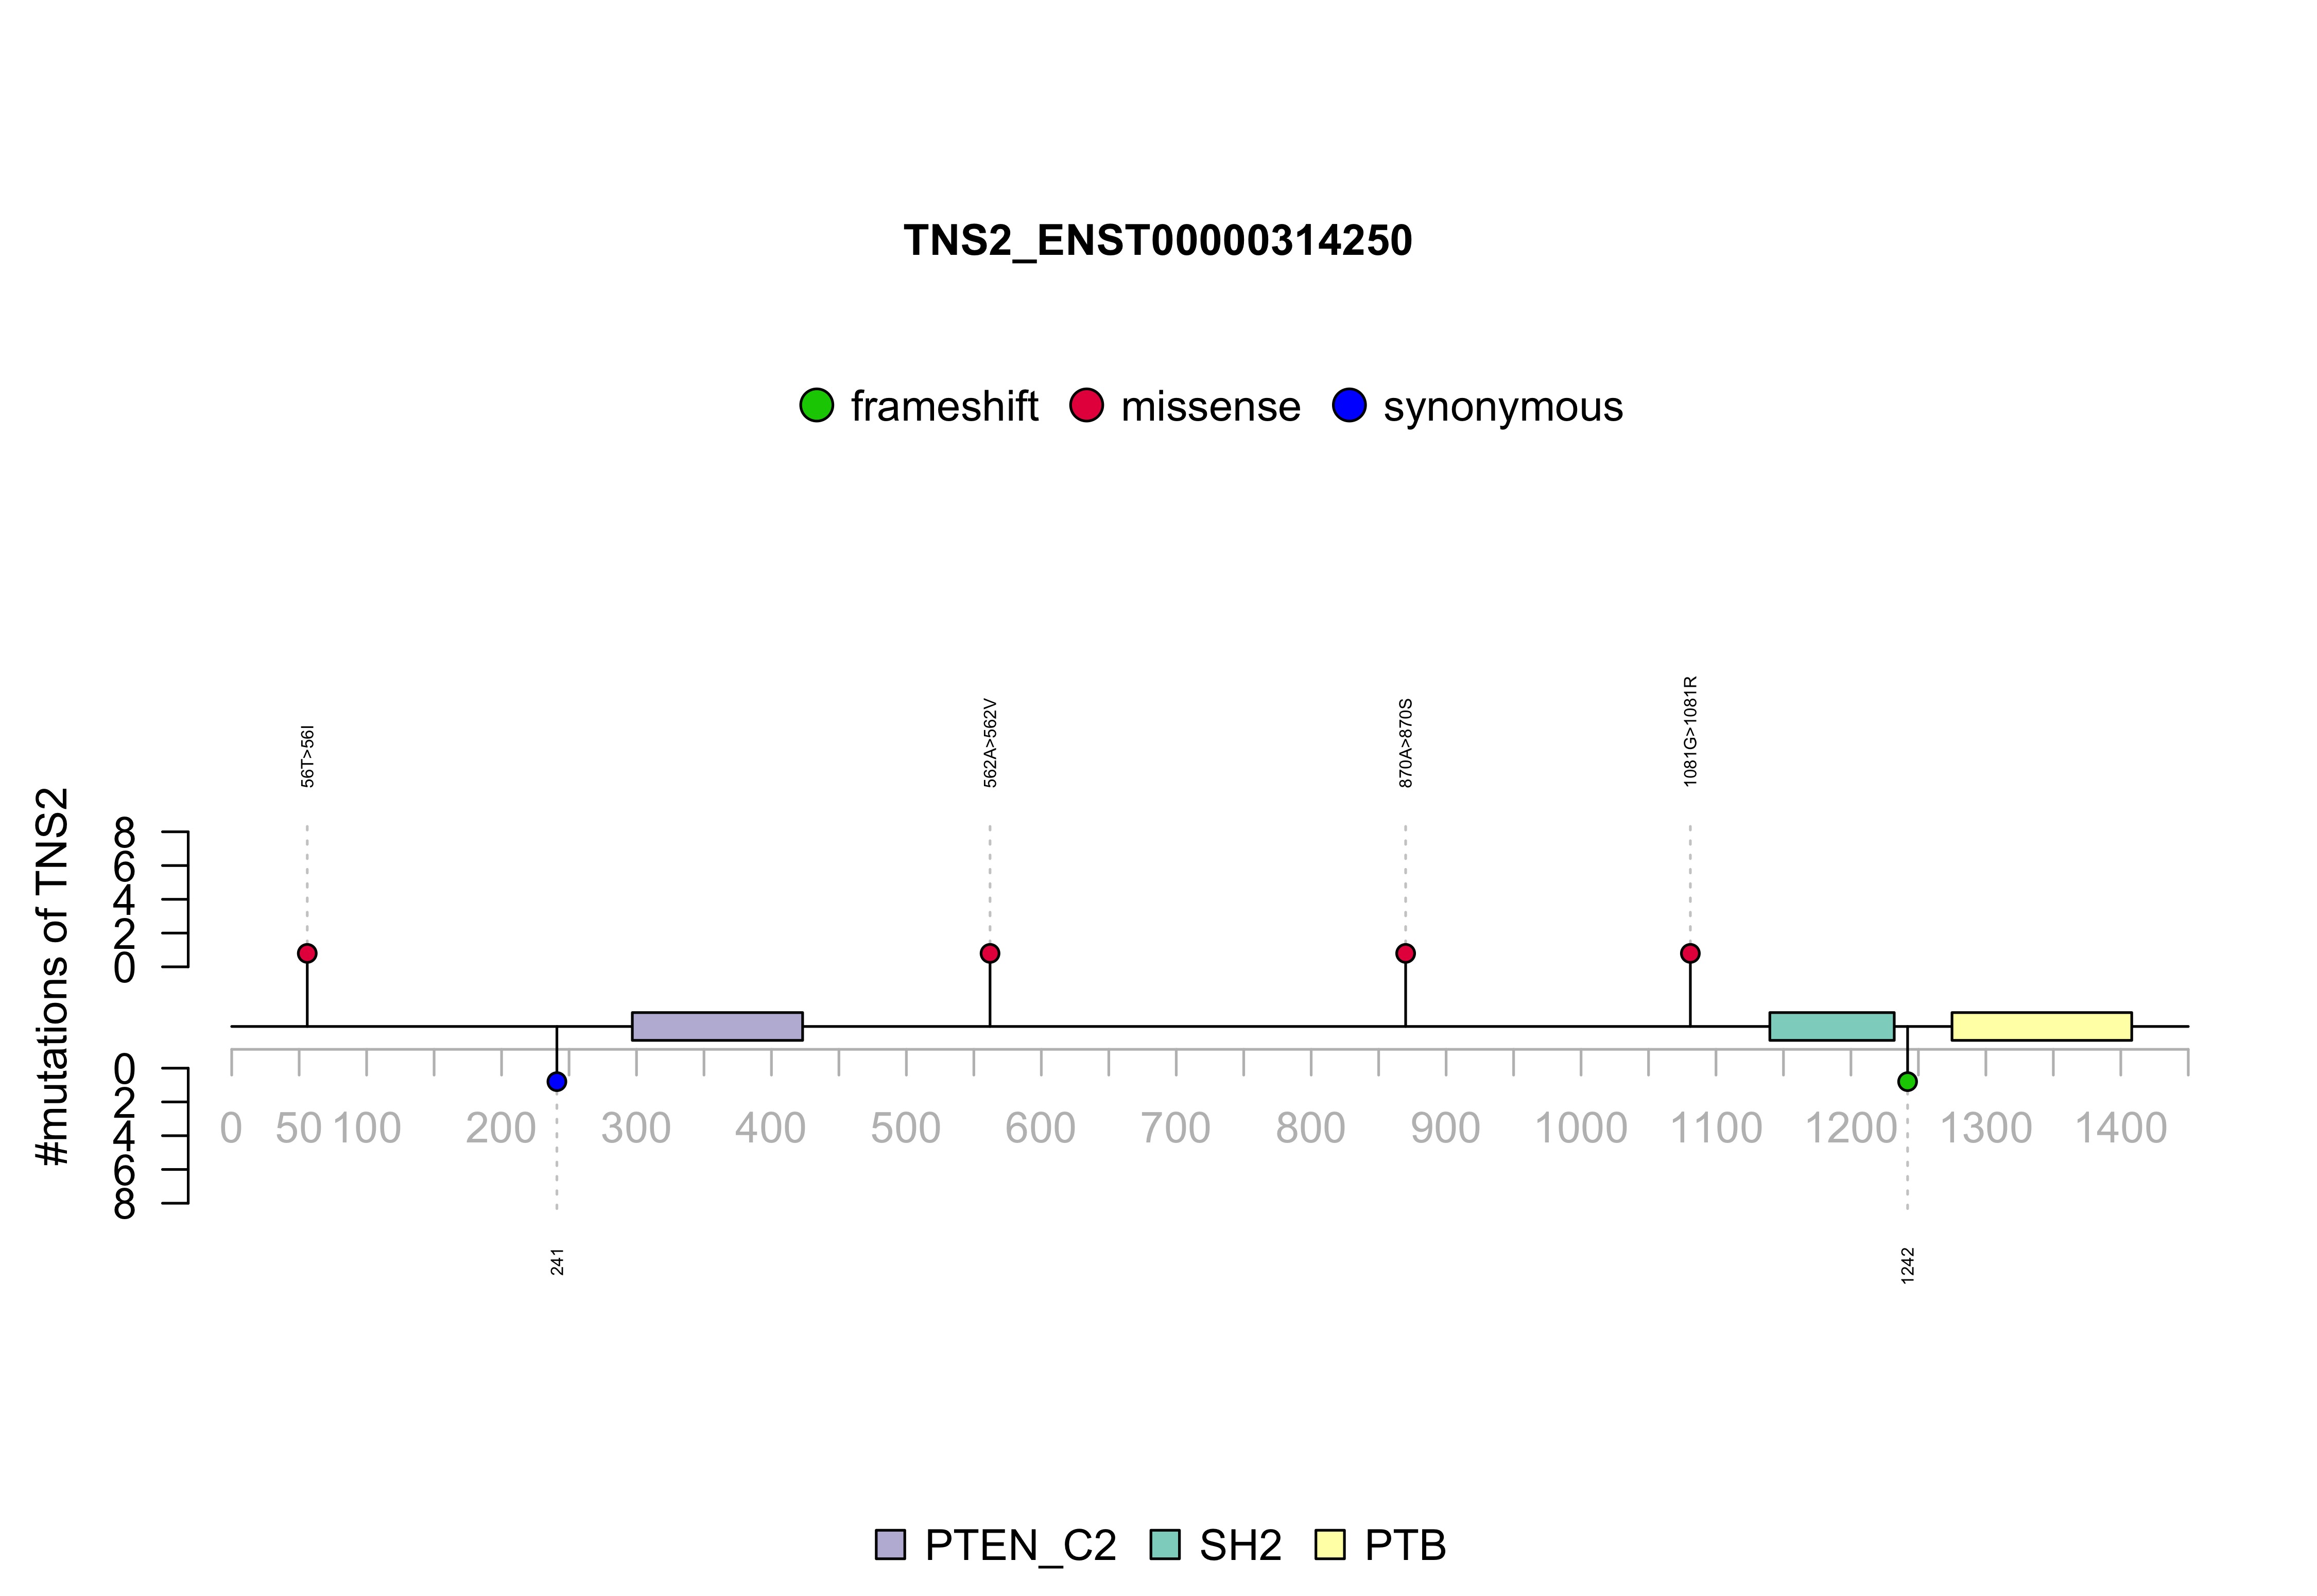 TNS2_ENST00000314250
frameshift missense synonymous
56T>56I
562A>562V
870A>870S
1081G>1081R
#mutations of TNS2
8
6
4
2
0
0
2
4
6
8
0 50 100 200 300 400 500 600 700 800 900 1000 1100 1200 1300 1400
241
1242
PTEN_C2 SH2 PTB